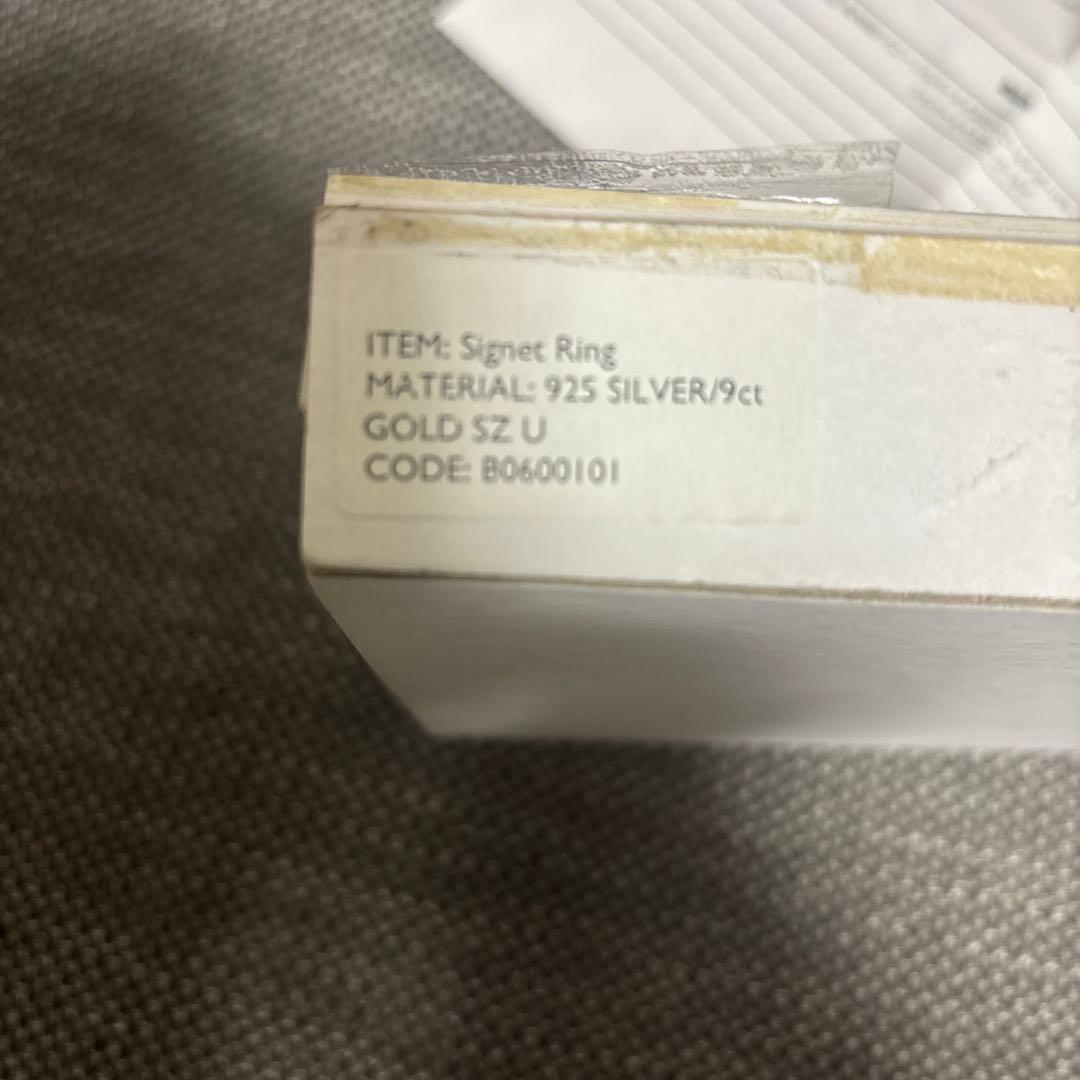 ITEM: Signet Ring
MATERIAL: 925 SILVER/9ct
GOLD SZ U
CODE: B0600101